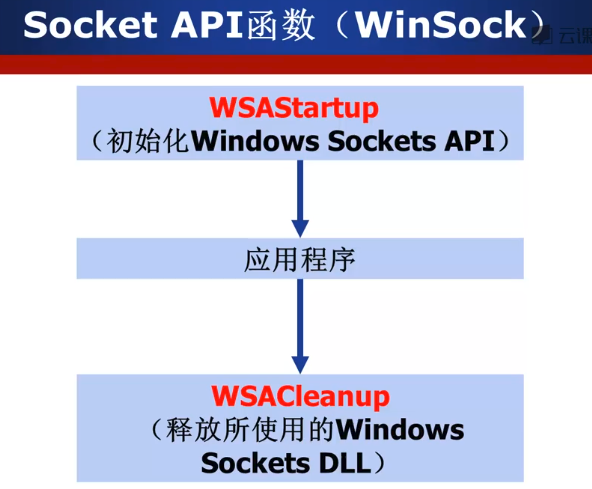 Socket API函数（WinSock）
云课
WSAStartup
（初始化Windows Sockets API）
应用程序
WSACleanup
（释放所使用的Windows
Sockets DLL）